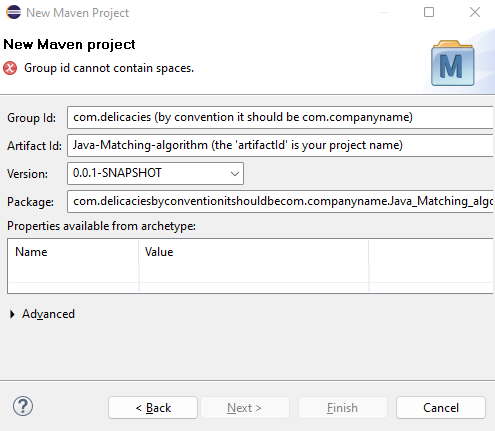 New Maven Project
New Maven project
Group id cannot contain spaces.
M
Group Id: com.delicacies (by convention it should be com.companyname)
Artifact Id: Java-Matching-algorithm (the 'artifactId' is your project name)
Version: 0.0.1-SNAPSHOT
Package: com.delicaciesbyconventionitshouldbecom.companyname.Java_Matching_algo
Properties available from archetype:
Name Value
Advanced
? < Back Next > Finish Cancel